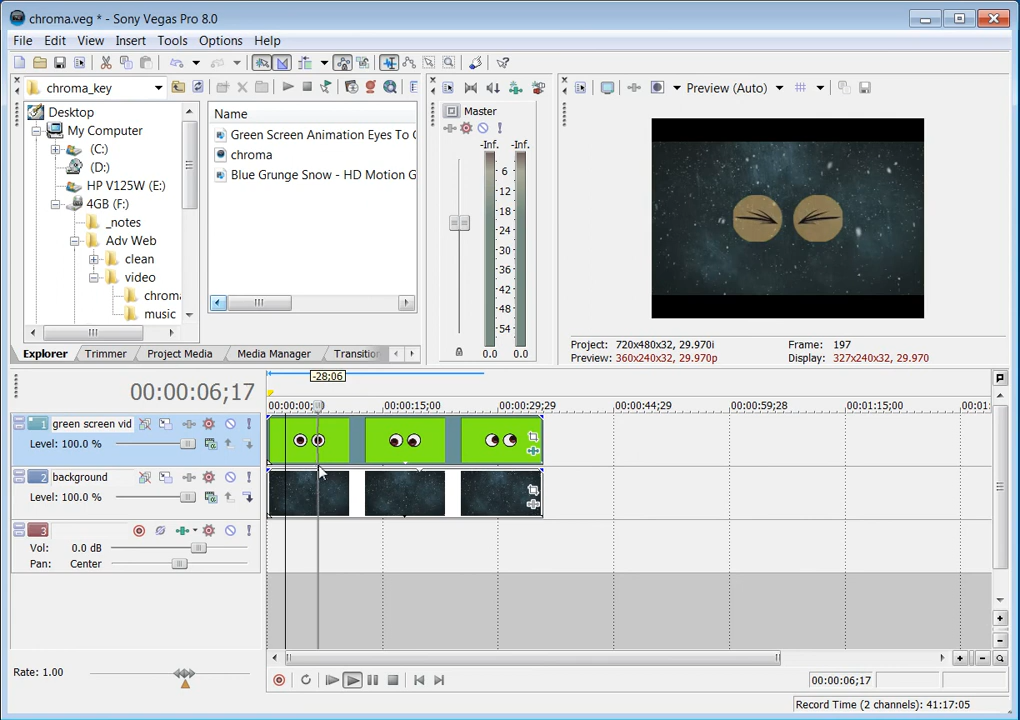 chroma.veg * - Sony Vegas Pro 8.0
File Edit View Insert Tools Options Help
chroma_key
Desktop
My Computer
(C:)
(D:)
HP V125W (E:)
4GB (F:)
_notes
Adv Web
clean
video
chroma
music
Name
Green Screen Animation Eyes To C
chroma
Blue Grunge Snow - HD Motion G
Master
-Inf. -Inf.
6
12
18
24
30
36
42
48
54
0.0 0.0
Preview (Auto)
Project: 720x480x32, 29.970i
Frame: 197
Preview: 360x240x32, 29.970p
Display: 327x240x32, 29.970
Explorer Trimmer Project Media Media Manager Transition
-28;06
00:00:06;17
00:00:00;00 00:00:15;00 00:00:29;29 00:00:44;29 00:00:59;28 00:01:15;00 00:01:
1 green screen vid
Level: 100.0 %
2 background
Level: 100.0 %
3
Vol: 0.0 dB
Pan: Center
Rate: 1.00
00:00:06;17
Record Time (2 channels): 41:17:05